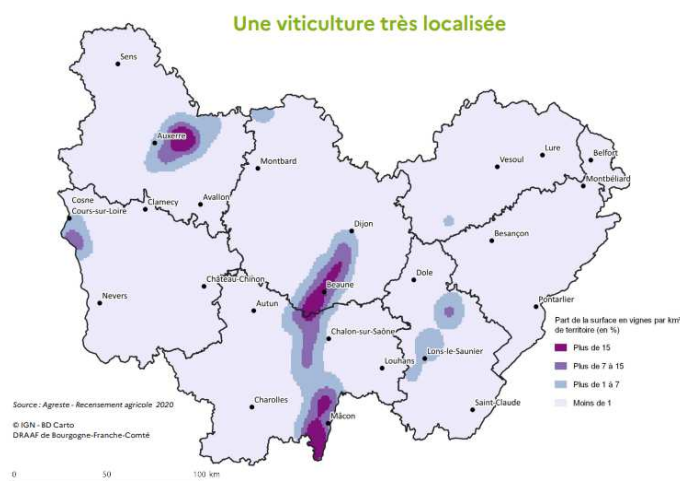 Une viticulture très localisée
Sens
Auxerre
Montbard
Vesoul
Lure
Belfort
Montbéliard
Cosne
Cours-sur-Loire
Clamecy
Avallon
Dijon
Besançon
Château-Chinon
Dole
Nevers
Beaune
Autun
Pontarlier
Chalon-sur-Saône
Lons-le-Saunier
Louhans
Charolles
Mâcon
Saint-Claude
Part de la surface en vignes par km²
de territoire (en %)
Plus de 15
Plus de 7 à 15
Plus de 1 à 7
Moins de 1
Source : Agreste - Recensement agricole 2020
© IGN - BD Carto
DRAAF de Bourgogne-Franche-Comté
0 50 100 km